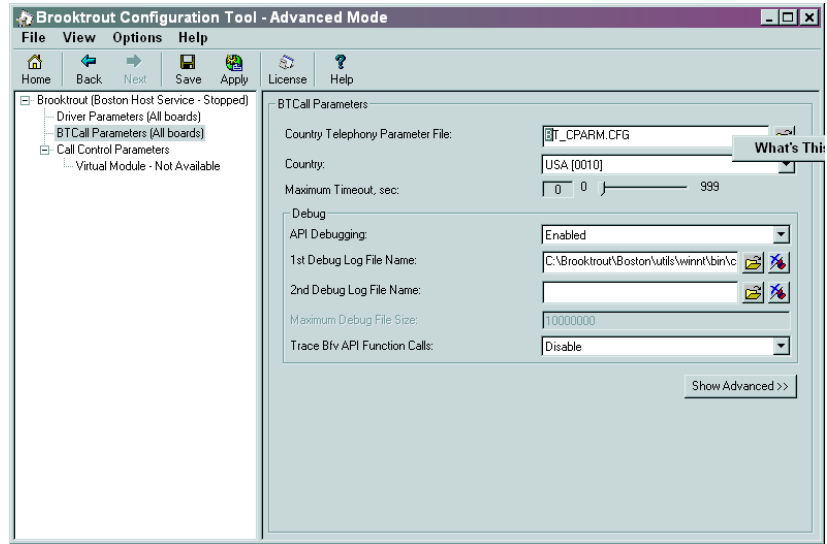 Brooktrout Configuration Tool - Advanced Mode
File View Options Help
Home Back Next Save Apply License Help
Brooktrout (Boston Host Service - Stopped)
Driver Parameters (All boards)
BTCall Parameters (All boards)
Call Control Parameters
Virtual Module - Not Available
BTCall Parameters
Country Telephony Parameter File: BT_CPARM.CFG
What's This
Country: USA [0010]
Maximum Timeout, sec: 0 0 999
Debug
API Debugging: Enabled
1st Debug Log File Name: C:\Brooktrout\Boston\utils\winnt\bin\c
2nd Debug Log File Name:
Maximum Debug File Size: 10000000
Trace Bfv API Function Calls: Disable
Show Advanced >>